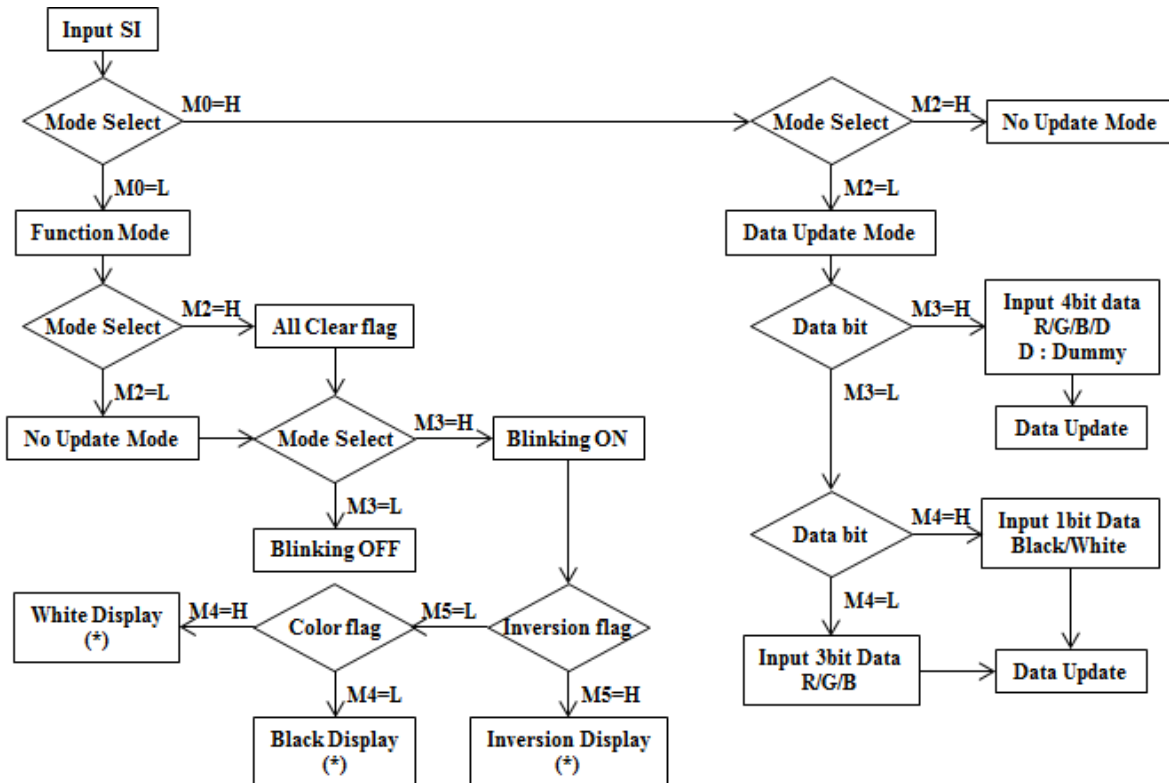 Input SI
Mode Select
M0=H
Mode Select
M2=H
No Update Mode
M0=L
M2=L
Function Mode
Data Update Mode
Mode Select
M2=H
All Clear flag
Data bit
M3=H
Input 4bit data
R/G/B/D
D : Dummy
M2=L
M3=L
No Update Mode
Mode Select
M3=H
Blinking ON
Data Update
M3=L
Blinking OFF
Data bit
M4=H
Input 1bit Data
Black/White
M4=L
White Display
(*)
M4=H
Color flag
M5=L
Inversion flag
Input 3bit Data
R/G/B
Data Update
M4=L
M5=H
Black Display
(*)
Inversion Display
(*)